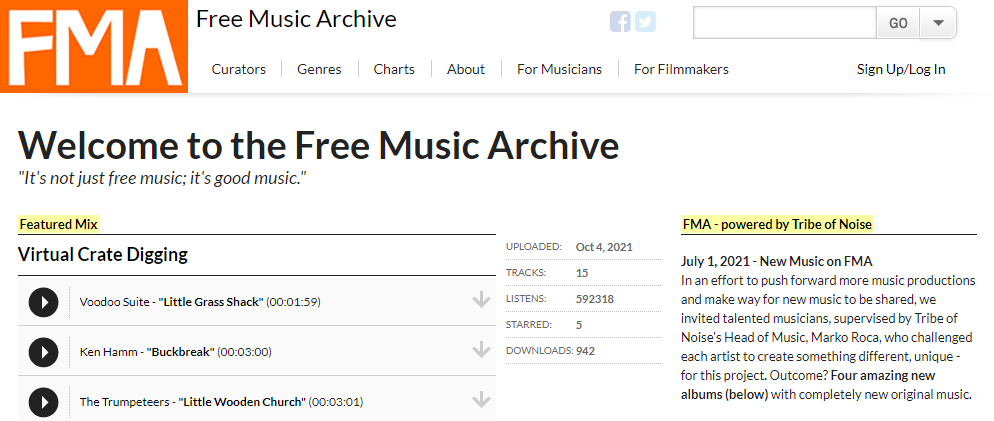 FMA
Free Music Archive
GO
Curators
Genres
Charts
About
For Musicians
For Filmmakers
Sign Up/Log In
Welcome to the Free Music Archive
"It's not just free music; it's good music."
Featured Mix
Virtual Crate Digging
Voodoo Suite - "Little Grass Shack" (00:01:59)
Ken Hamm - "Buckbreak" (00:03:00)
The Trumpeteers - "Little Wooden Church" (00:03:01)
UPLOADED: Oct 4, 2021
TRACKS: 15
LISTENS: 592318
STARRED: 5
DOWNLOADS: 942
FMA - powered by Tribe of Noise
July 1, 2021 - New Music on FMA
In an effort to push forward more music productions
and make way for new music to be shared, we
invited talented musicians, supervised by Tribe of
Noise's Head of Music, Marko Roca, who challenged
each artist to create something different, unique -
for this project. Outcome? Four amazing new
albums (below) with completely new original music.